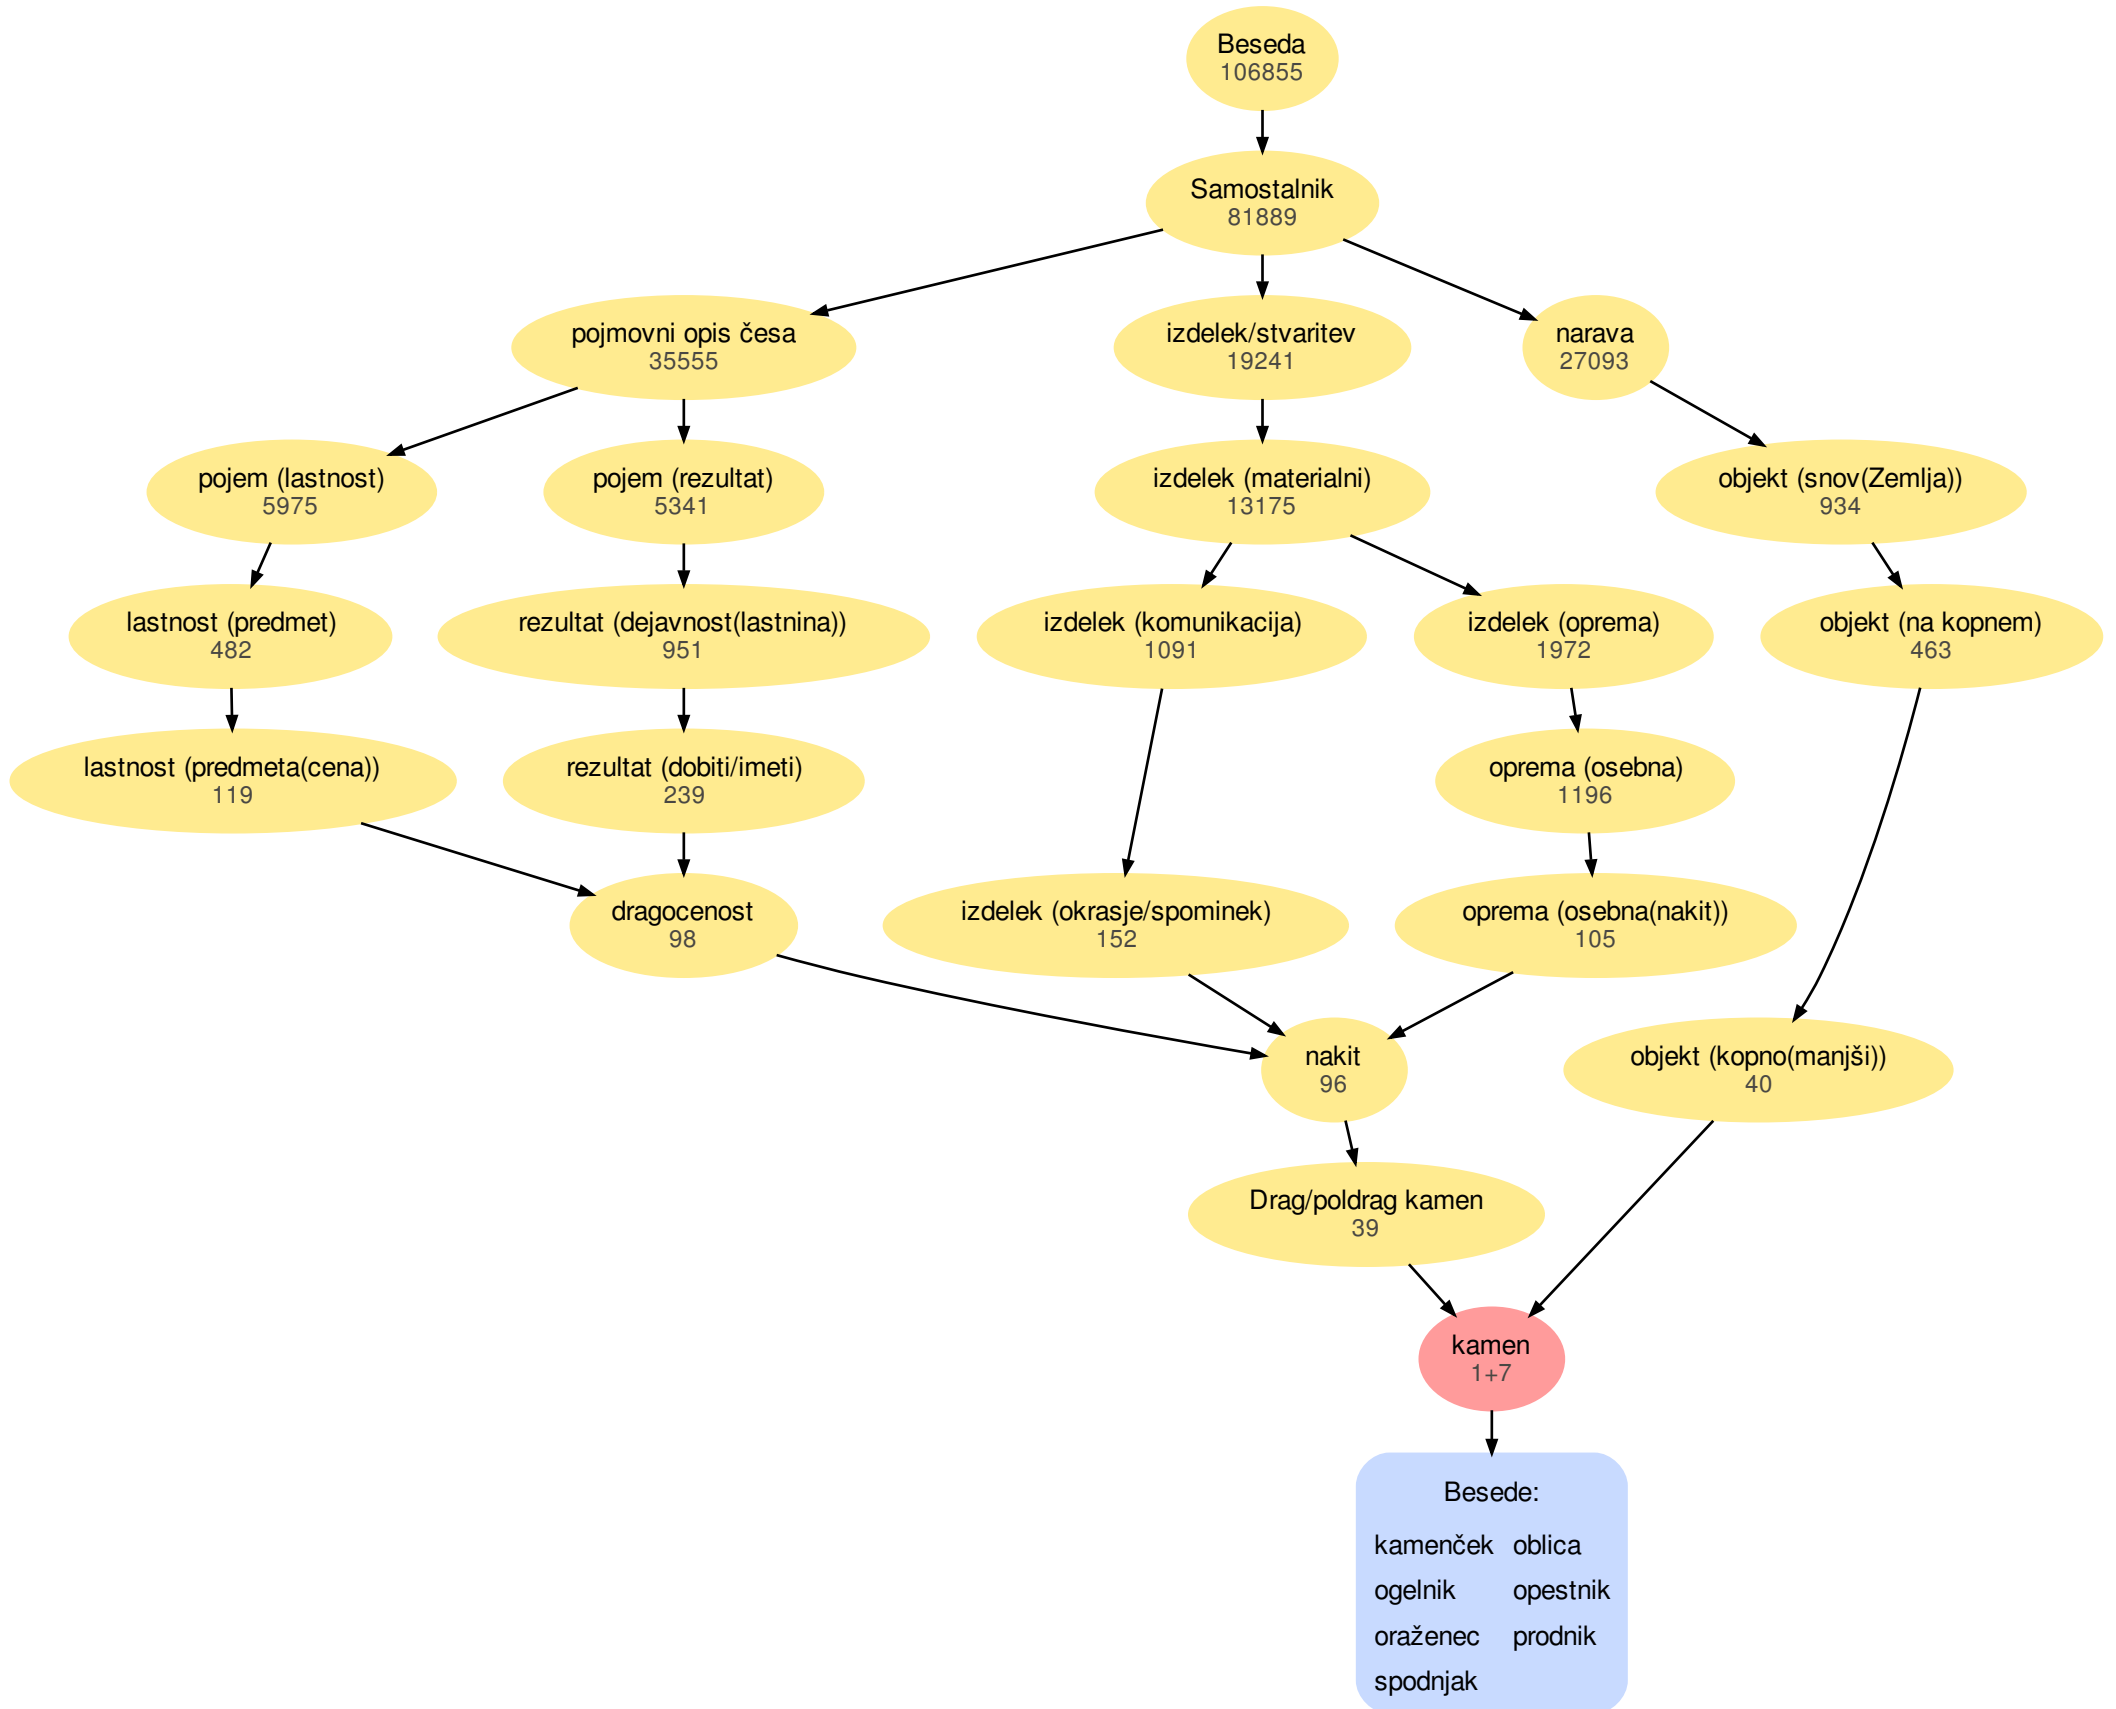 Beseda
106855
Samostalnik
81889
pojmovni opis česa
35555
izdelek/stvaritev
19241
narava
27093
pojem (lastnost)
5975
pojem (rezultat)
5341
izdelek (materialni)
13175
objekt (snov(Zemlja))
934
lastnost (predmet)
482
rezultat (dejavnost(lastnina))
951
izdelek (komunikacija)
1091
izdelek (oprema)
1972
objekt (na kopnem)
463
lastnost (predmeta(cena))
119
rezultat (dobiti/imeti)
239
oprema (osebna)
1196
dragocenost
98
izdelek (okrasje/spominek)
152
oprema (osebna(nakit))
105
nakit
96
objekt (kopno(manjši))
40
Drag/poldrag kamen
39
kamen
1+7
Besede:
kamenček oblica
ogelnik opestnik
oraženec prodnik
spodnjak